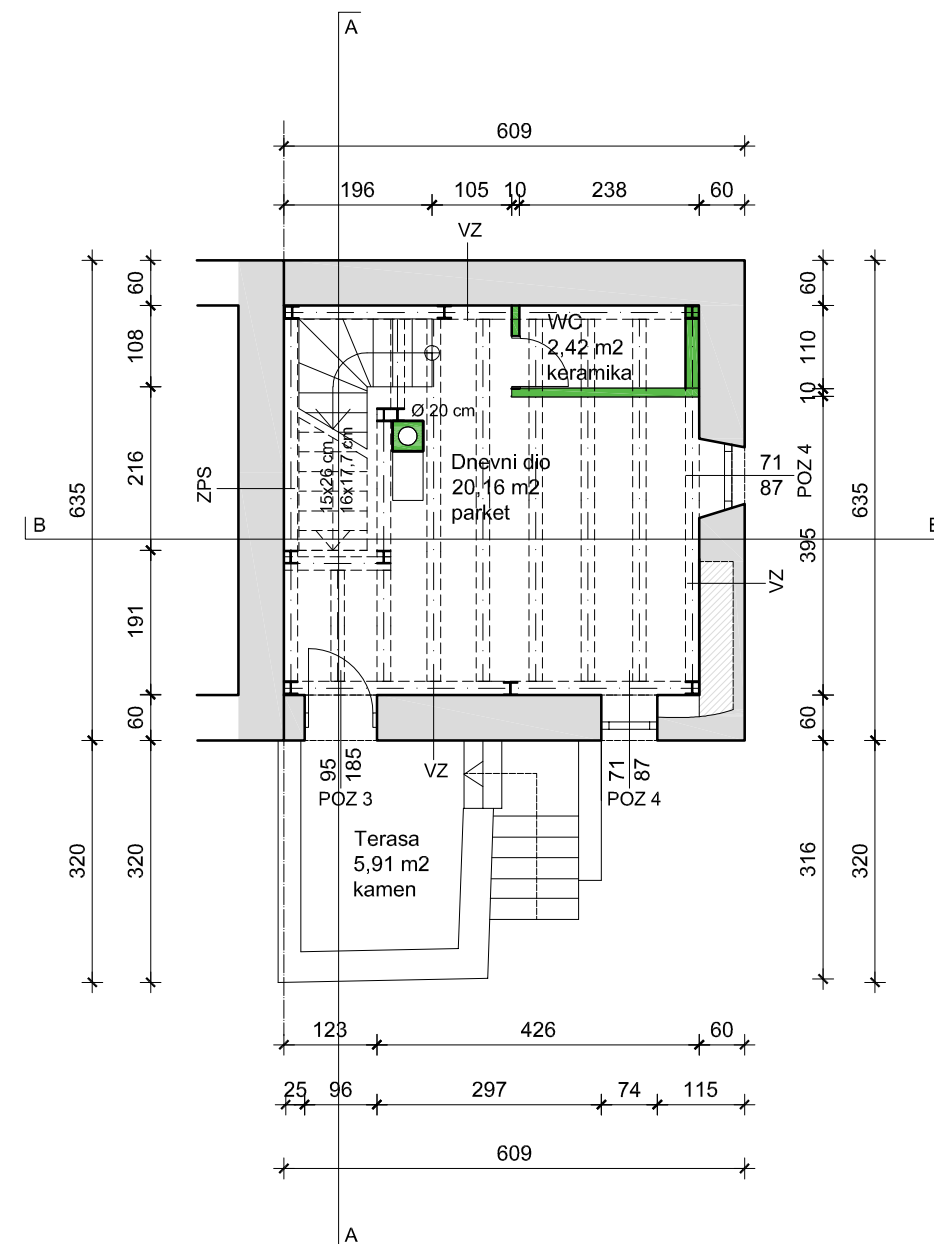 A
609
196
105
10
238
60
VZ
60
108
216
191
60
635
320
320
WC
2,42 m2
keramika
Ø 20 cm
Dnevni dio
20,16 m2
parket
15x26 cm
16x17,7 cm
ZPS
B
B
71
87
POZ 4
VZ
60
110
10
395
60
635
316
320
95
185
POZ 3
VZ
71
87
POZ 4
Terasa
5,91 m2
kamen
123
426
60
25
96
297
74
115
609
A